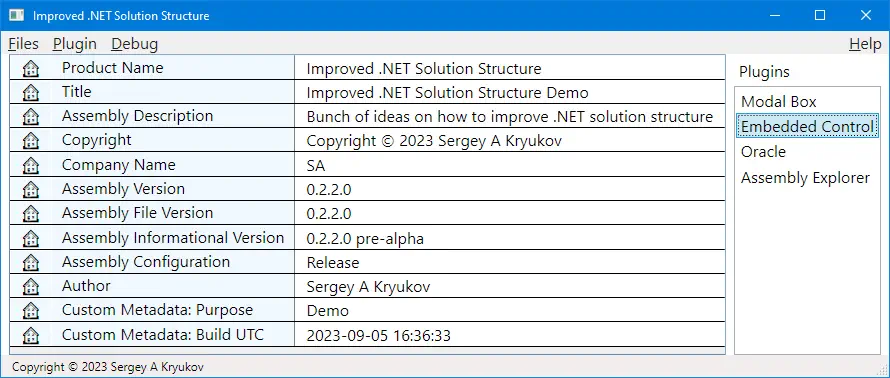 Improved .NET Solution Structure
Files Plugin Debug Help
Product Name Improved .NET Solution Structure
Title Improved .NET Solution Structure Demo
Assembly Description Bunch of ideas on how to improve .NET solution structure
Copyright Copyright © 2023 Sergey A Kryukov
Company Name SA
Assembly Version 0.2.2.0
Assembly File Version 0.2.2.0
Assembly Informational Version 0.2.2.0 pre-alpha
Assembly Configuration Release
Author Sergey A Kryukov
Custom Metadata: Purpose Demo
Custom Metadata: Build UTC 2023-09-05 16:36:33
Plugins
Modal Box
Embedded Control
Oracle
Assembly Explorer
Copyright © 2023 Sergey A Kryukov